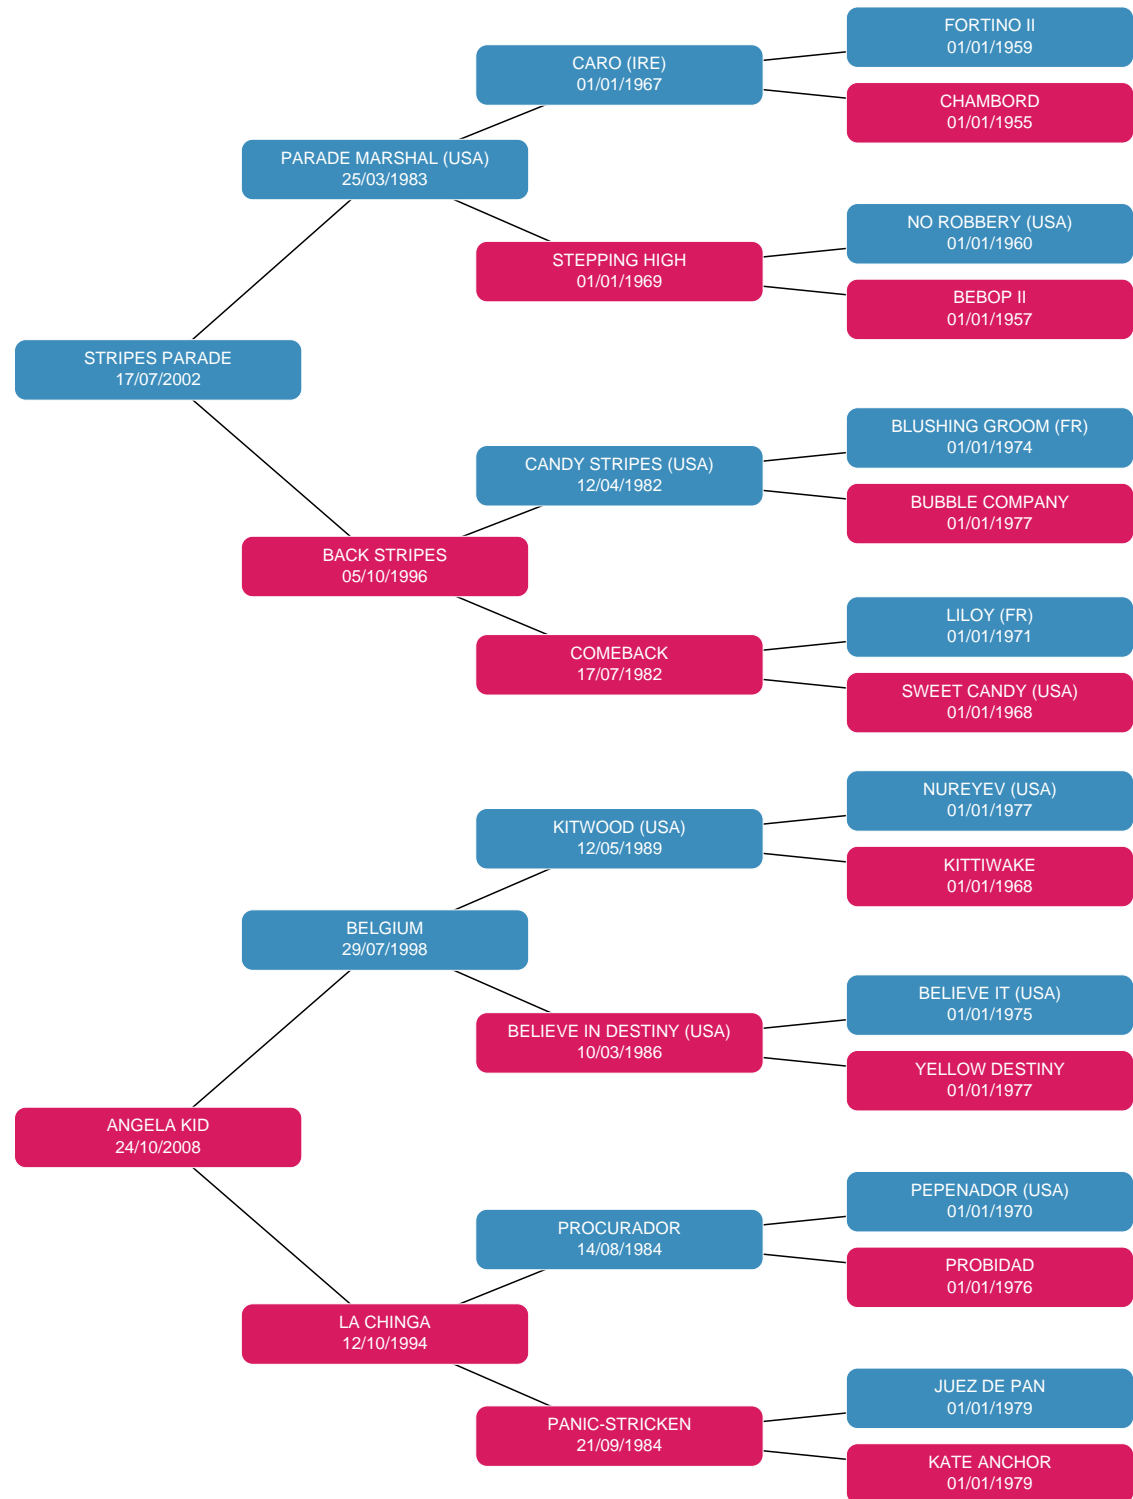 FORTINO II
01/01/1959
CARO (IRE)
01/01/1967
CHAMBORD
01/01/1955
PARADE MARSHAL (USA)
25/03/1983
NO ROBBERY (USA)
01/01/1960
STEPPING HIGH
01/01/1969
BEBOP II
01/01/1957
STRIPES PARADE
17/07/2002
BLUSHING GROOM (FR)
01/01/1974
CANDY STRIPES (USA)
12/04/1982
BUBBLE COMPANY
01/01/1977
BACK STRIPES
05/10/1996
LILOY (FR)
01/01/1971
COMEBACK
17/07/1982
SWEET CANDY (USA)
01/01/1968
NUREYEV (USA)
01/01/1977
KITWOOD (USA)
12/05/1989
KITTIWAKE
01/01/1968
BELGIUM
29/07/1998
BELIEVE IT (USA)
01/01/1975
BELIEVE IN DESTINY (USA)
10/03/1986
YELLOW DESTINY
01/01/1977
ANGELA KID
24/10/2008
PEPENADOR (USA)
01/01/1970
PROCURADOR
14/08/1984
PROBIDAD
01/01/1976
LA CHINGA
12/10/1994
JUEZ DE PAN
01/01/1979
PANIC-STRICKEN
21/09/1984
KATE ANCHOR
01/01/1979